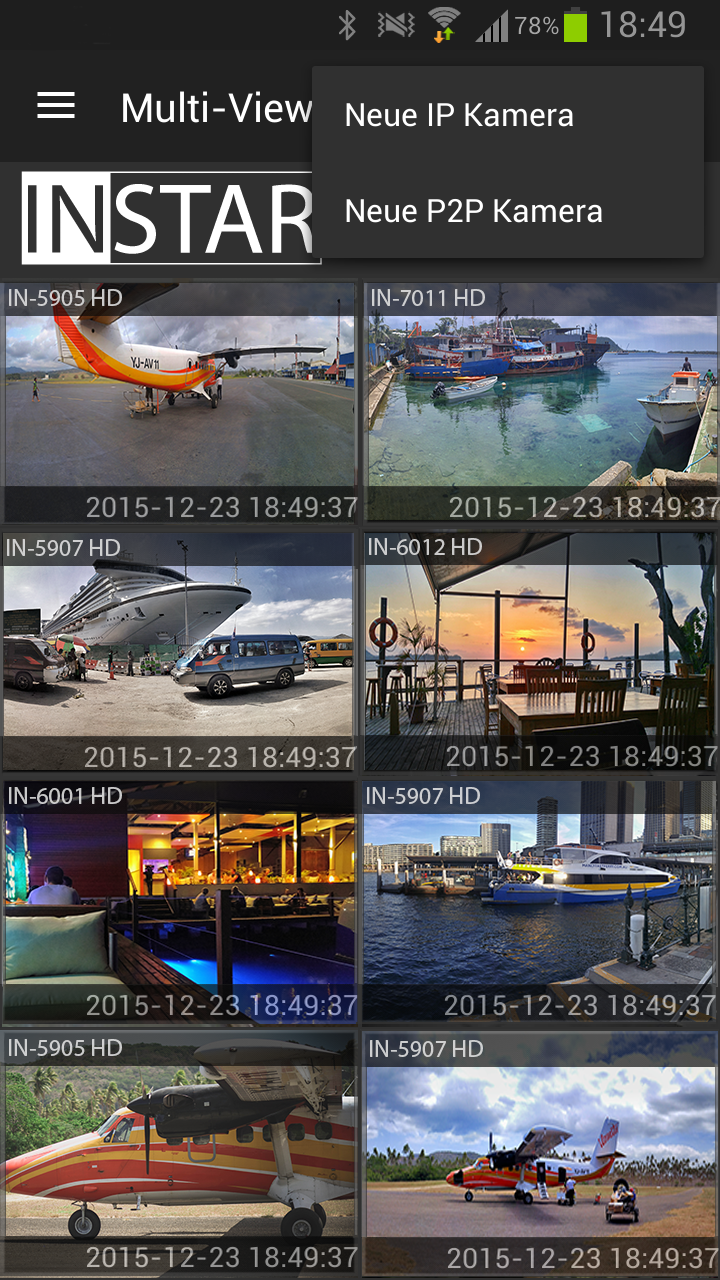 78% 18:49
Multi-View
Neue IP Kamera
Neue P2P Kamera
INSTAR
IN-5905 HD
YJ-AV11
2015-12-23 18:49:37
IN-7011 HD
2015-12-23 18:49:37
IN-5907 HD
2015-12-23 18:49:37
IN-6012 HD
2015-12-23 18:49:37
IN-6001 HD
2015-12-23 18:49:37
IN-5907 HD
2015-12-23 18:49:37
IN-5905 HD
2015-12-23 18:49:37
IN-5907 HD
2015-12-23 18:49:37